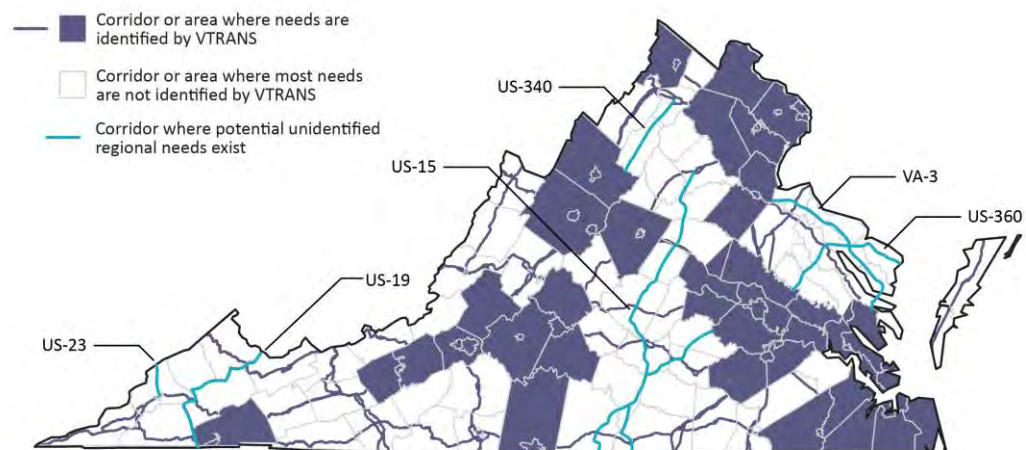 Corridor or area where needs are
identified by VTRANS
Corridor or area where most needs
are not identified by VTRANS
Corridor where potential unidentified
regional needs exist
US-340
US-15
VA-3
US-360
US-19
US-23